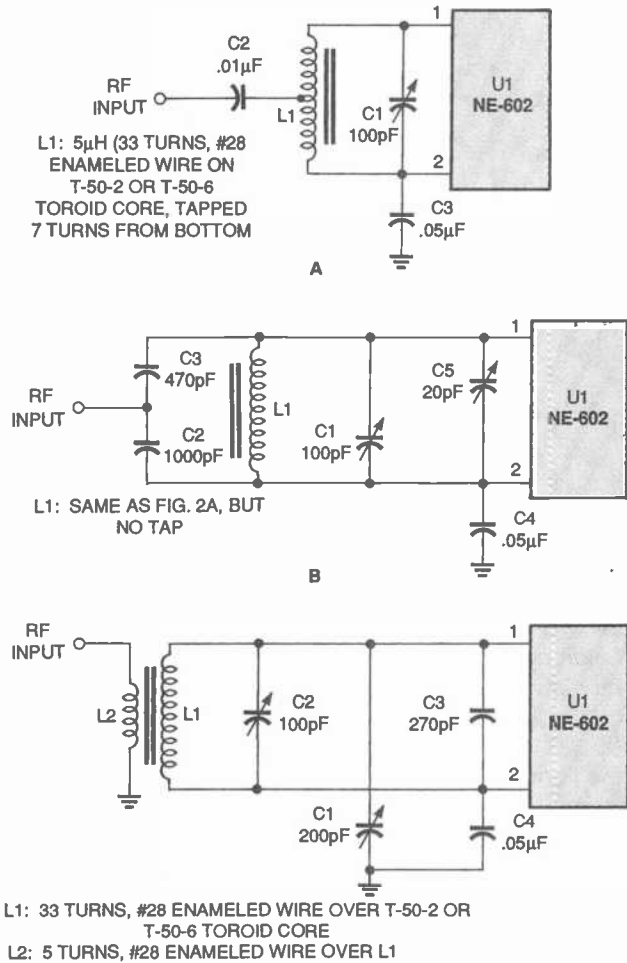 1
C2
.01µF
RF
INPUT
L1
C1
100pF
U1
NE-602
L1: 5µH (33 TURNS, #28
ENAMELED WIRE ON
T-50-2 OR T-50-6
TOROID CORE, TAPPED
7 TURNS FROM BOTTOM
2
C3
.05µF
A
1
C3
470pF
RF
INPUT
C2
1000pF
L1
C1
100pF
C5
20pF
U1
NE-602
2
L1: SAME AS FIG. 2A, BUT
NO TAP
C4
.05µF
B
RF
INPUT
1
L2
L1
C2
100pF
C3
270pF
U1
NE-602
2
C1
200pF
C4
.05µF
L1: 33 TURNS, #28 ENAMELED WIRE OVER T-50-2 OR
T-50-6 TOROID CORE
L2: 5 TURNS, #28 ENAMELED WIRE OVER L1